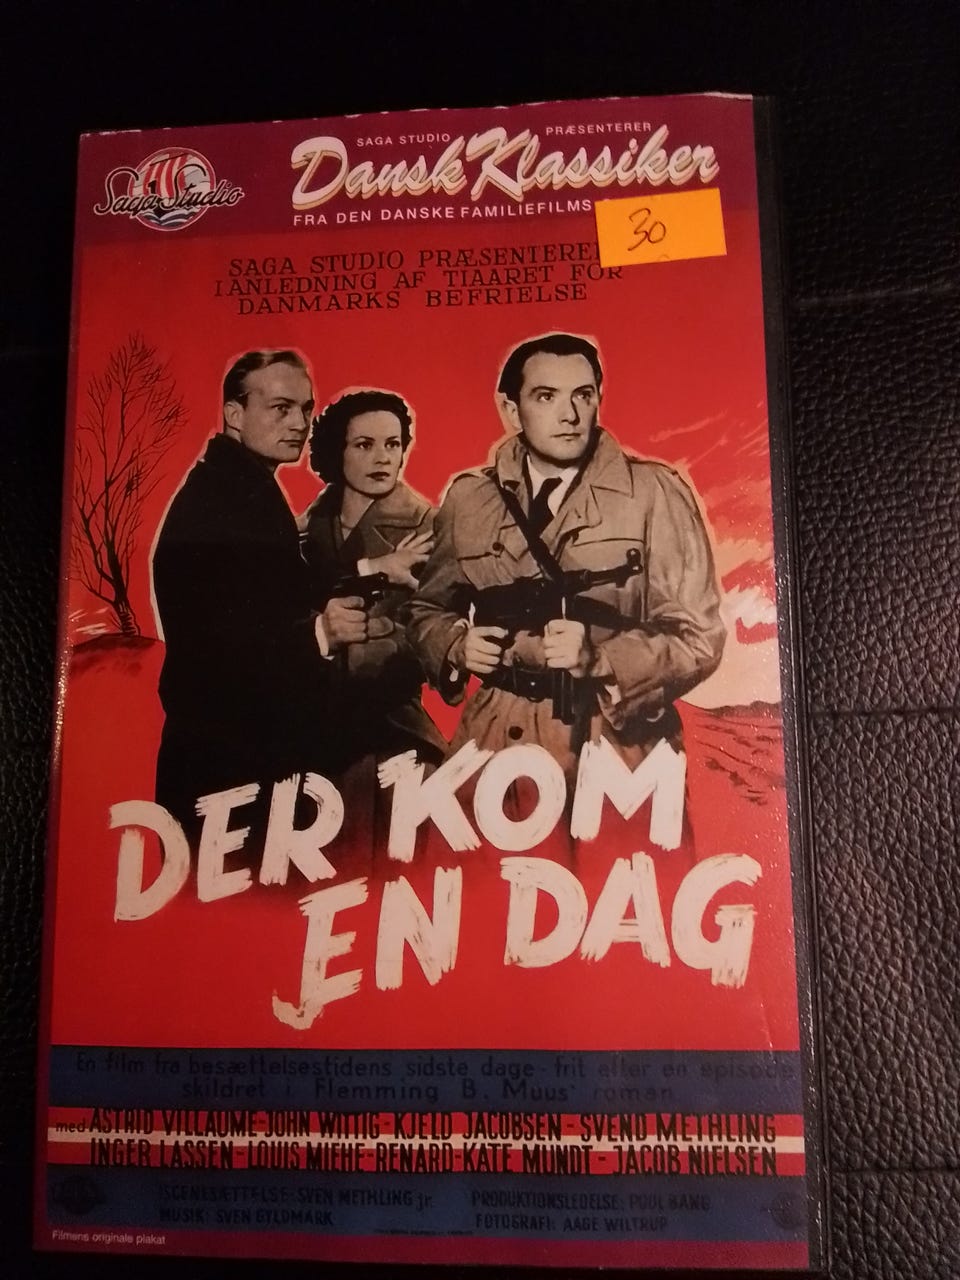 SAGA STUDIO PRÆSENTERER
Dansk Klassiker
Saga Studio
FRA DEN DANSKE FAMILIEFILMS
30
SAGA STUDIO PRÆSENTERER
I ANLEDNING AF TIAARET FOR
DANMARKS BEFRIELSE
DER KOM
EN DAG
En film fra besættelsestidens sidste dage - frit efter en episode
skildret i Flemming B. Muus' roman
med ASTRID VILLAUME - JOHN WITTIG - KJELD JACOBSEN - SVEND METHLING
INGER LASSEN - LOUIS MIEHE-RENARD - KATE MUNDT - JACOB NIELSEN
ISCENESÆTTELSE: SVEN METHLING jr. PRODUKTIONSLEDELSE: POUL BANG
MUSIK: SVEN GYLDMARK FOTOGRAFI: AAGE WILTRUP
Filmens originale plakat